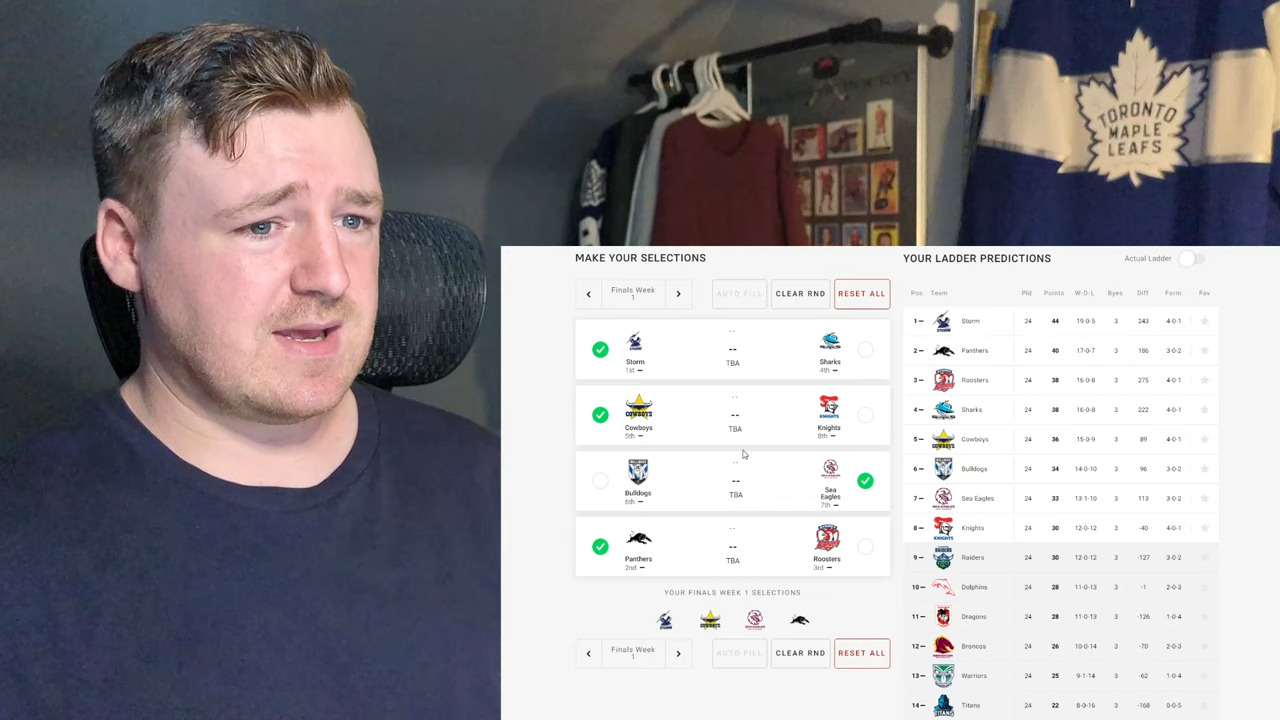 TORONTO
MAPLE
LEAFS
MAKE YOUR SELECTIONS
Finals Week
1
AUTO FILL
CLEAR RND
RESET ALL
Storm
1st
--
--
TBA
Sharks
4th
Cowboys
5th
--
--
TBA
Knights
8th
Bulldogs
6th
--
--
TBA
Sea
Eagles
7th
Panthers
2nd
--
--
TBA
Roosters
3rd
YOUR FINALS WEEK 1 SELECTIONS
Finals Week
1
AUTO FILL
CLEAR RND
RESET ALL
YOUR LADDER PREDICTIONS
Actual Ladder
Pos Team Pld Points W-D-L Byes Diff Form Fav
1 Storm 24 44 19-0-5 3 243 4-0-1
2 Panthers 24 40 17-0-7 3 186 3-0-2
3 Roosters 24 38 16-0-8 3 275 4-0-1
4 Sharks 24 38 16-0-8 3 222 4-0-1
5 Cowboys 24 36 15-0-9 3 89 4-0-1
6 Bulldogs 24 34 14-0-10 3 96 3-0-2
7 Sea Eagles 24 33 13-1-10 3 113 3-0-2
8 Knights 24 30 12-0-12 3 -40 4-0-1
9 Raiders 24 30 12-0-12 3 -127 3-0-2
10 Dolphins 24 28 11-0-13 3 -1 2-0-3
11 Dragons 24 28 11-0-13 3 -126 1-0-4
12 Broncos 24 26 10-0-14 3 -70 2-0-3
13 Warriors 24 25 9-1-14 3 -62 1-0-4
14 Titans 24 22 8-0-16 3 -168 0-0-5